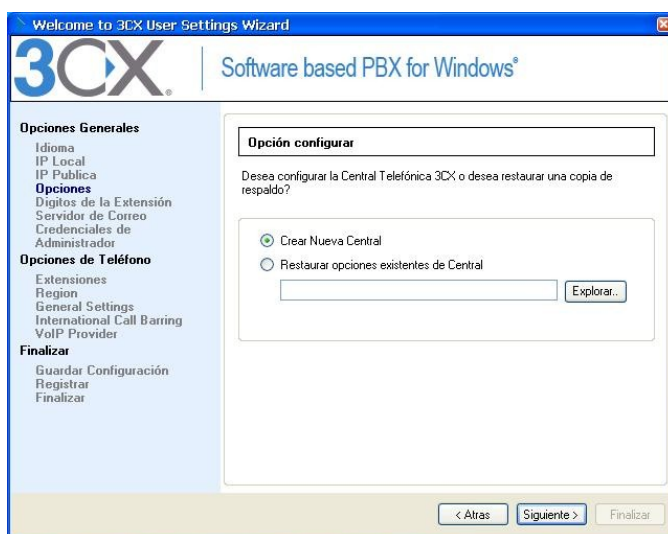 Welcome to 3CX User Settings Wizard
3CX®
Software based PBX for Windows®
Opciones Generales
Idioma
IP Local
IP Publica
Opciones
Digitos de la Extensión
Servidor de Correo
Credenciales de
Administrador
Opciones de Teléfono
Extensiones
Region
General Settings
International Call Barring
VoIP Provider
Finalizar
Guardar Configuración
Registrar
Finalizar
Opción configurar
Desea configurar la Central Telefónica 3CX o desea restaurar una copia de
respaldo?
Crear Nueva Central
Restaurar opciones existentes de Central
Explorar..
< Atras
Siguiente >
Finalizar